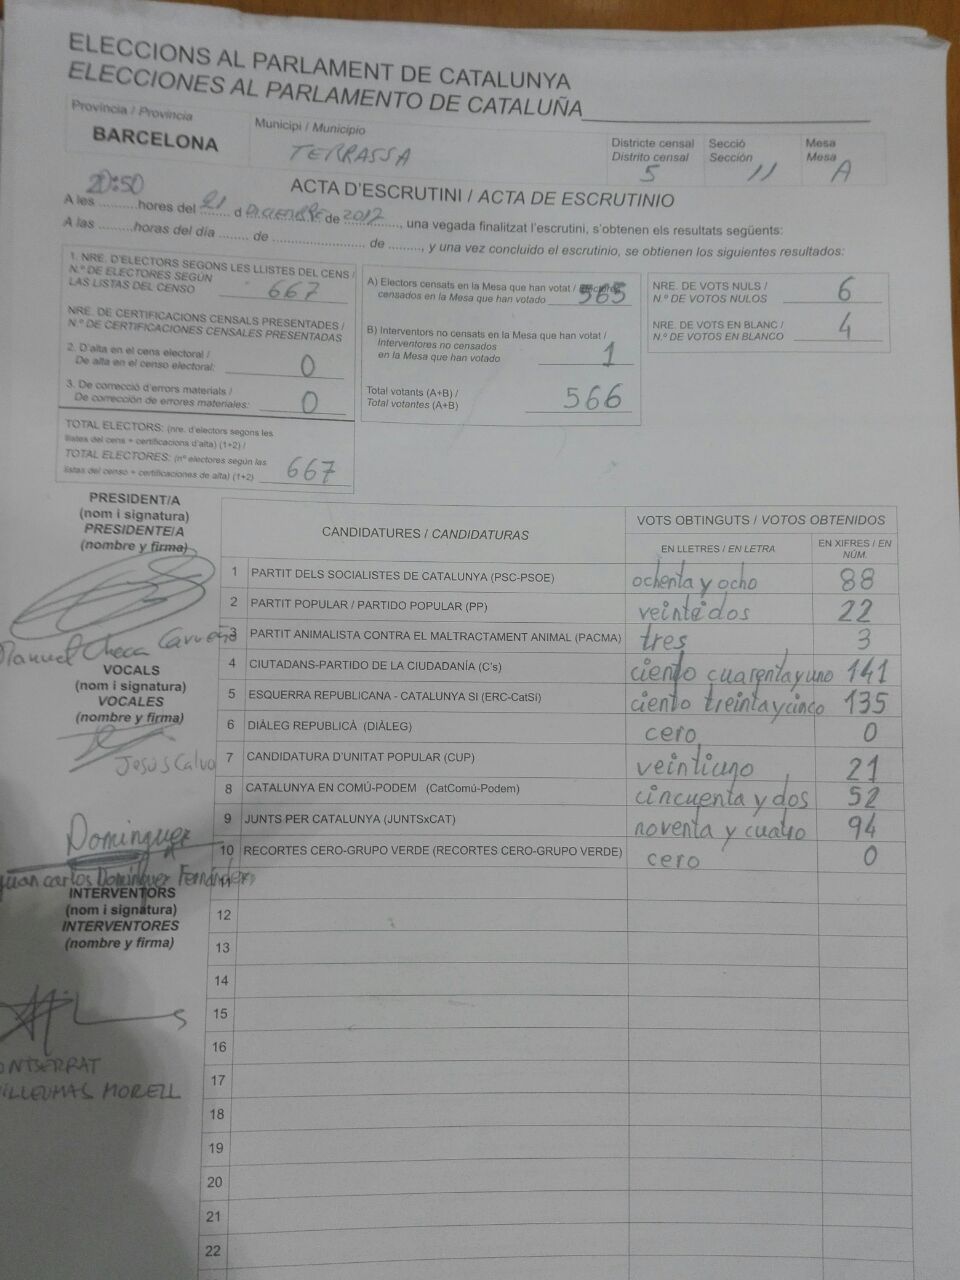 ELECCIONS AL PARLAMENT DE CATALUNYA
ELECCIONES AL PARLAMENTO DE CATALUÑA
Província / Provincia
BARCELONA
Municipi / Municipio
TERRASSA
Districte censal
Distrito censal
5
Secció
Sección
11
Mesa
Mesa
A
ACTA D'ESCRUTINI / ACTA DE ESCRUTINIO
20:50
A les ..........hores del 21 d DICIEMBRE de 2017, una vegada finalitzat l'escrutini, s'obtenen els resultats següents:
A las ..........horas del día ........ de ........................ de ........, y una vez concluido el escrutinio, se obtienen los siguientes resultados:
1. NRE. D'ELECTORS SEGONS LES LLISTES DEL CENS /
N.º DE ELECTORES SEGÚN
LAS LISTAS DEL CENSO 667
NRE. DE CERTIFICACIONS CENSALS PRESENTADES /
N.º DE CERTIFICACIONES CENSALES PRESENTADAS
2. D'alta en el cens electoral /
De alta en el censo electoral: 0
3. De correcció d'errors materials /
De corrección de errores materiales: 0
TOTAL ELECTORS: (nre. d'electors segons les
llistes del cens + certificacions d'alta) (1+2) /
TOTAL ELECTORES: (nº electores según las
listas del censo + certificaciones de alta) (1+2) 667
A) Electors censats en la Mesa que han votat / Electores
censados en la Mesa que han votado 565
B) Interventors no censats en la Mesa que han votat /
Interventores no censados
en la Mesa que han votado 1
Total votants (A+B) /
Total votantes (A+B) 566
NRE. DE VOTS NULS /
N.º DE VOTOS NULOS 6
NRE. DE VOTS EN BLANC /
N.º DE VOTOS EN BLANCO 4
PRESIDENT/A
(nom i signatura)
PRESIDENTE/A
(nombre y firma)
Manuel Checa
VOCALS
(nom i signatura)
VOCALES
(nombre y firma)
Jesús Calvo
Dominguez
Juan Carlos Domínguez Fernández
INTERVENTORS
(nom i signatura)
INTERVENTORES
(nombre y firma)
MORELL
CANDIDATURES / CANDIDATURAS
VOTS OBTINGUTS / VOTOS OBTENIDOS
EN LLETRES / EN LETRA
EN XIFRES / EN NÚM.
1 PARTIT DELS SOCIALISTES DE CATALUNYA (PSC-PSOE) ochenta y ocho 88
2 PARTIT POPULAR / PARTIDO POPULAR (PP) veintidos 22
3 PARTIT ANIMALISTA CONTRA EL MALTRACTAMENT ANIMAL (PACMA) tres 3
4 CIUTADANS-PARTIDO DE LA CIUDADANÍA (C's) ciento cuarenta y uno 141
5 ESQUERRA REPUBLICANA - CATALUNYA SI (ERC-CatSí) ciento treinta y cinco 135
6 DIÀLEG REPUBLICÀ (DIÀLEG) cero 0
7 CANDIDATURA D'UNITAT POPULAR (CUP) veintiuno 21
8 CATALUNYA EN COMÚ-PODEM (CatComú-Podem) cincuenta y dos 52
9 JUNTS PER CATALUNYA (JUNTSxCAT) noventa y cuatro 94
10 RECORTES CERO-GRUPO VERDE (RECORTES CERO-GRUPO VERDE) cero 0
11
12
13
14
15
16
17
18
19
20
21
22